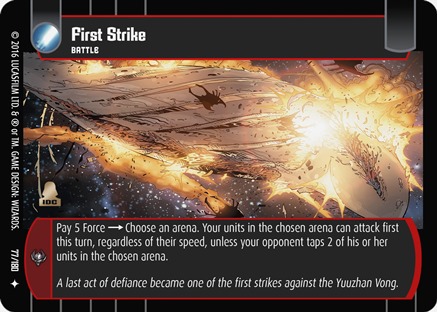 First Strike
BATTLE
© 2016 LUCASFILM LTD. & ® or TM. GAME DESIGN: WIZARDS.
IDC
77/180
Pay 5 Force → Choose an arena. Your units in the chosen arena can attack first
this turn, regardless of their speed, unless your opponent taps 2 of his or her
units in the chosen arena.
A last act of defiance became one of the first strikes against the Yuuzhan Vong.